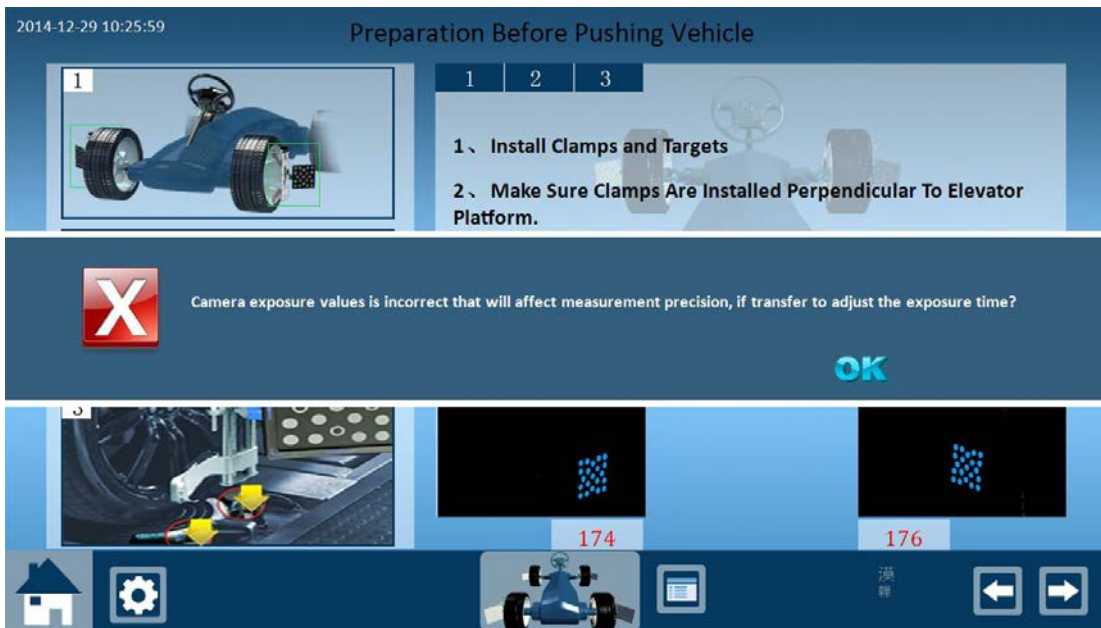 2014-12-29 10:25:59
Preparation Before Pushing Vehicle
1
1 2 3
1、 Install Clamps and Targets
2、 Make Sure Clamps Are Installed Perpendicular To Elevator
Platform.
X
Camera exposure values is incorrect that will affect measurement precision, if transfer to adjust the exposure time?
OK
3
174
176